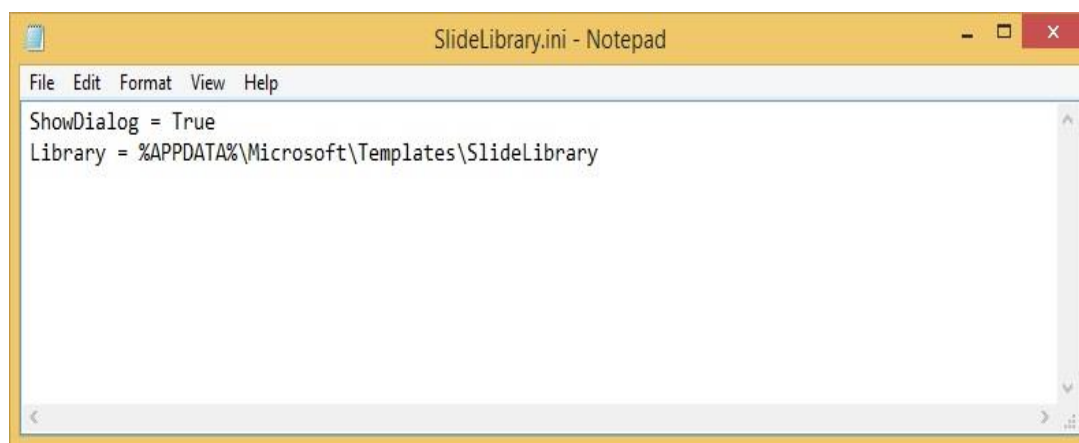 SlideLibrary.ini - Notepad
File Edit Format View Help
ShowDialog = True
Library = %APPDATA%\Microsoft\Templates\SlideLibrary